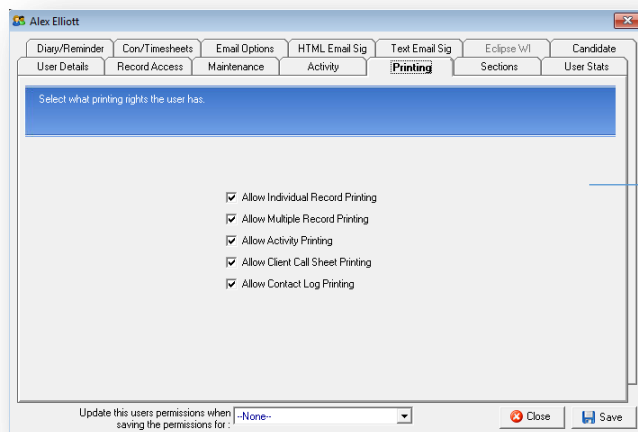 Alex Elliott
Diary/Reminder Con/Timesheets Email Options HTML Email Sig Text Email Sig Eclipse WI Candidate
User Details Record Access Maintenance Activity Printing Sections User Stats
Select what printing rights the user has.
Allow Individual Record Printing
Allow Multiple Record Printing
Allow Activity Printing
Allow Client Call Sheet Printing
Allow Contact Log Printing
Update this users permissions when --None--
saving the permissions for : Close Save